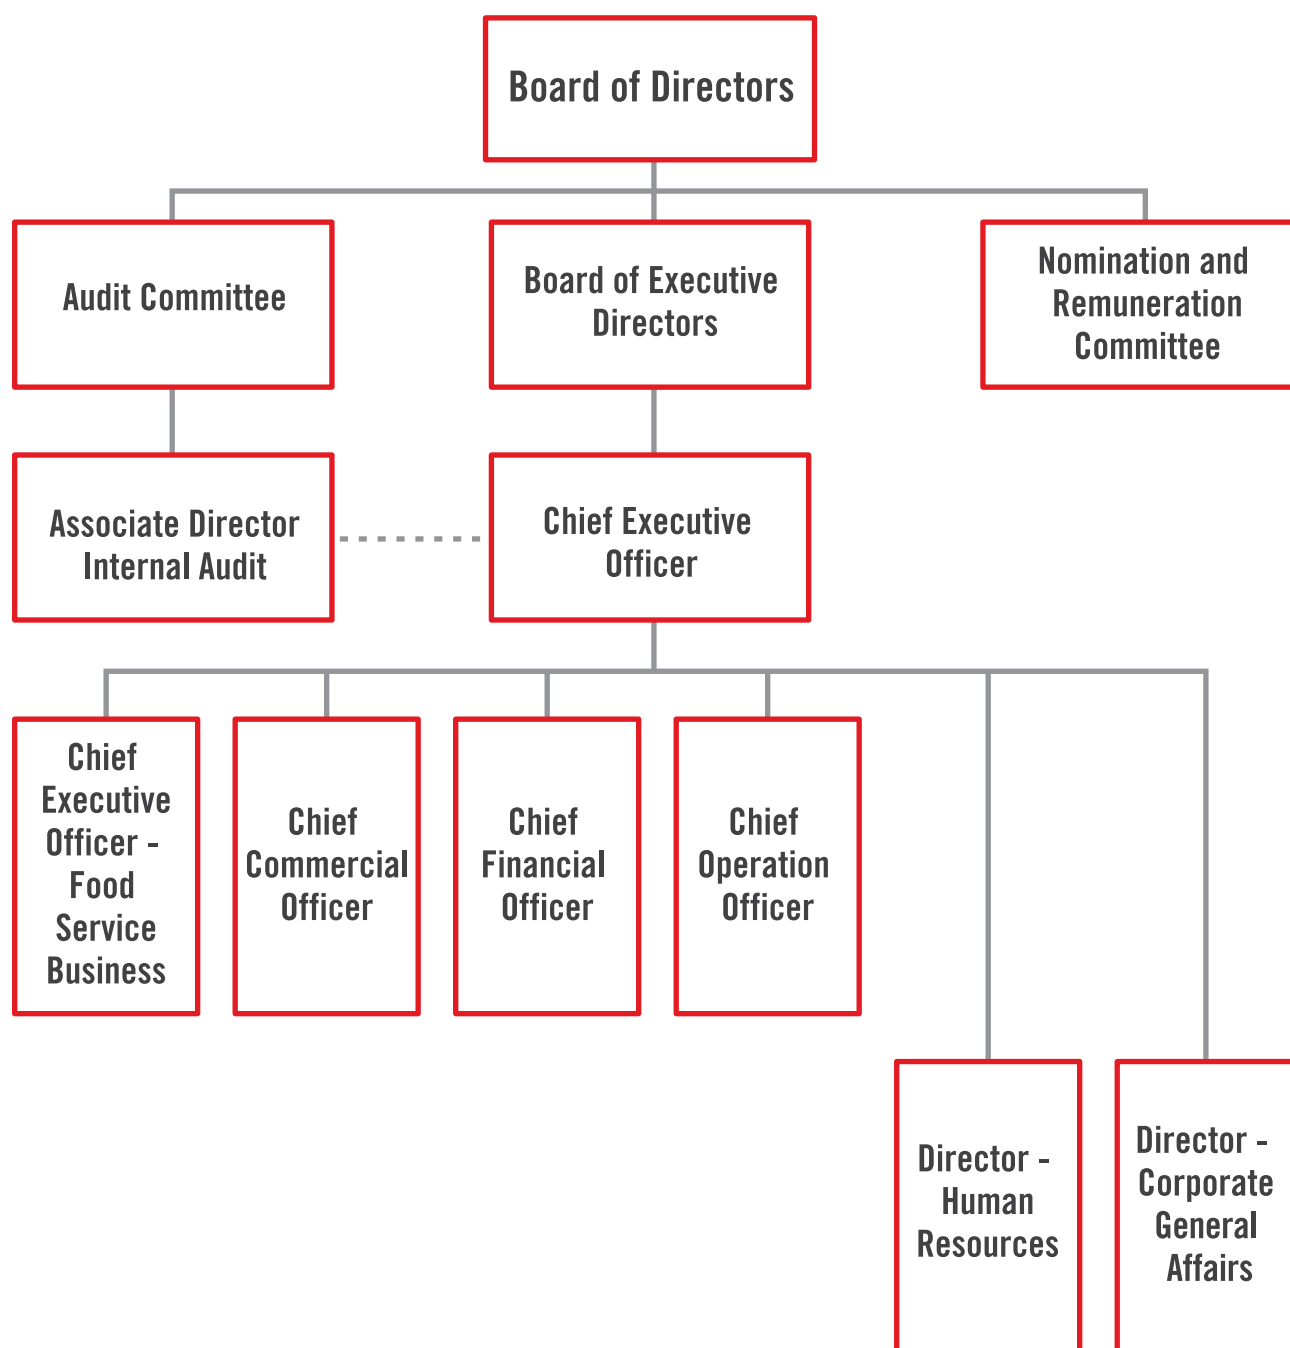 Board of Directors
Audit Committee
Board of Executive
Directors
Nomination and
Remuneration
Committee
Associate Director
Internal Audit
Chief Executive
Officer
Chief
Executive
Officer -
Food
Service
Business
Chief
Commercial
Officer
Chief
Financial
Officer
Chief
Operation
Officer
Director -
Human
Resources
Director -
Corporate
General
Affairs